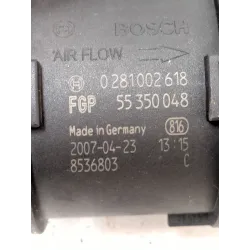 BOSCH
AIR FLOW
0 281 002 618
FGP 55 350 048
Made in Germany 816
2007-04-23 13:15
8536803 C